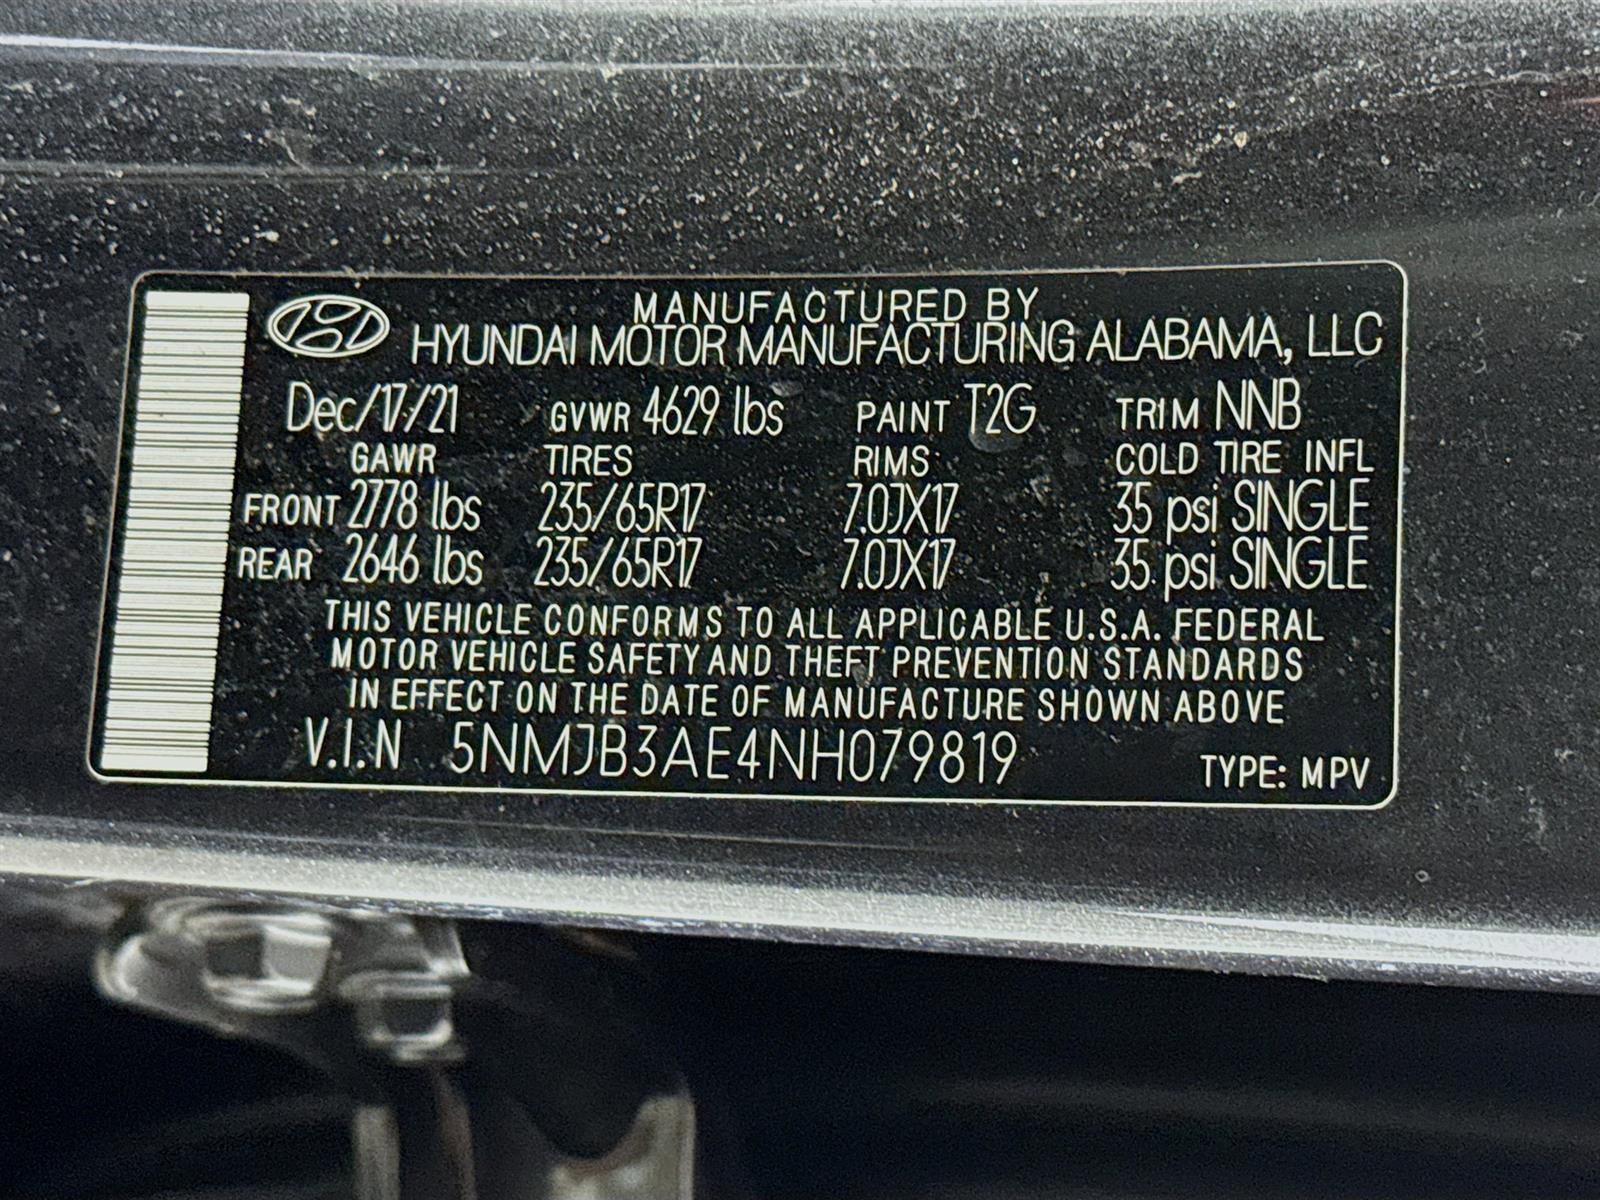 MANUFACTURED BY
HYUNDAI MOTOR MANUFACTURING ALABAMA, LLC
Dec/17/21 GVWR 4629 lbs PAINT T2G TRIM NNB
GAWR TIRES RIMS COLD TIRE INFL
FRONT 2778 lbs 235/65R17 7.0JX17 35 psi SINGLE
REAR 2646 lbs 235/65R17 7.0JX17 35 psi SINGLE
THIS VEHICLE CONFORMS TO ALL APPLICABLE U.S.A. FEDERAL
MOTOR VEHICLE SAFETY AND THEFT PREVENTION STANDARDS
IN EFFECT ON THE DATE OF MANUFACTURE SHOWN ABOVE
V.I.N 5NMJB3AE4NH079819 TYPE: MPV